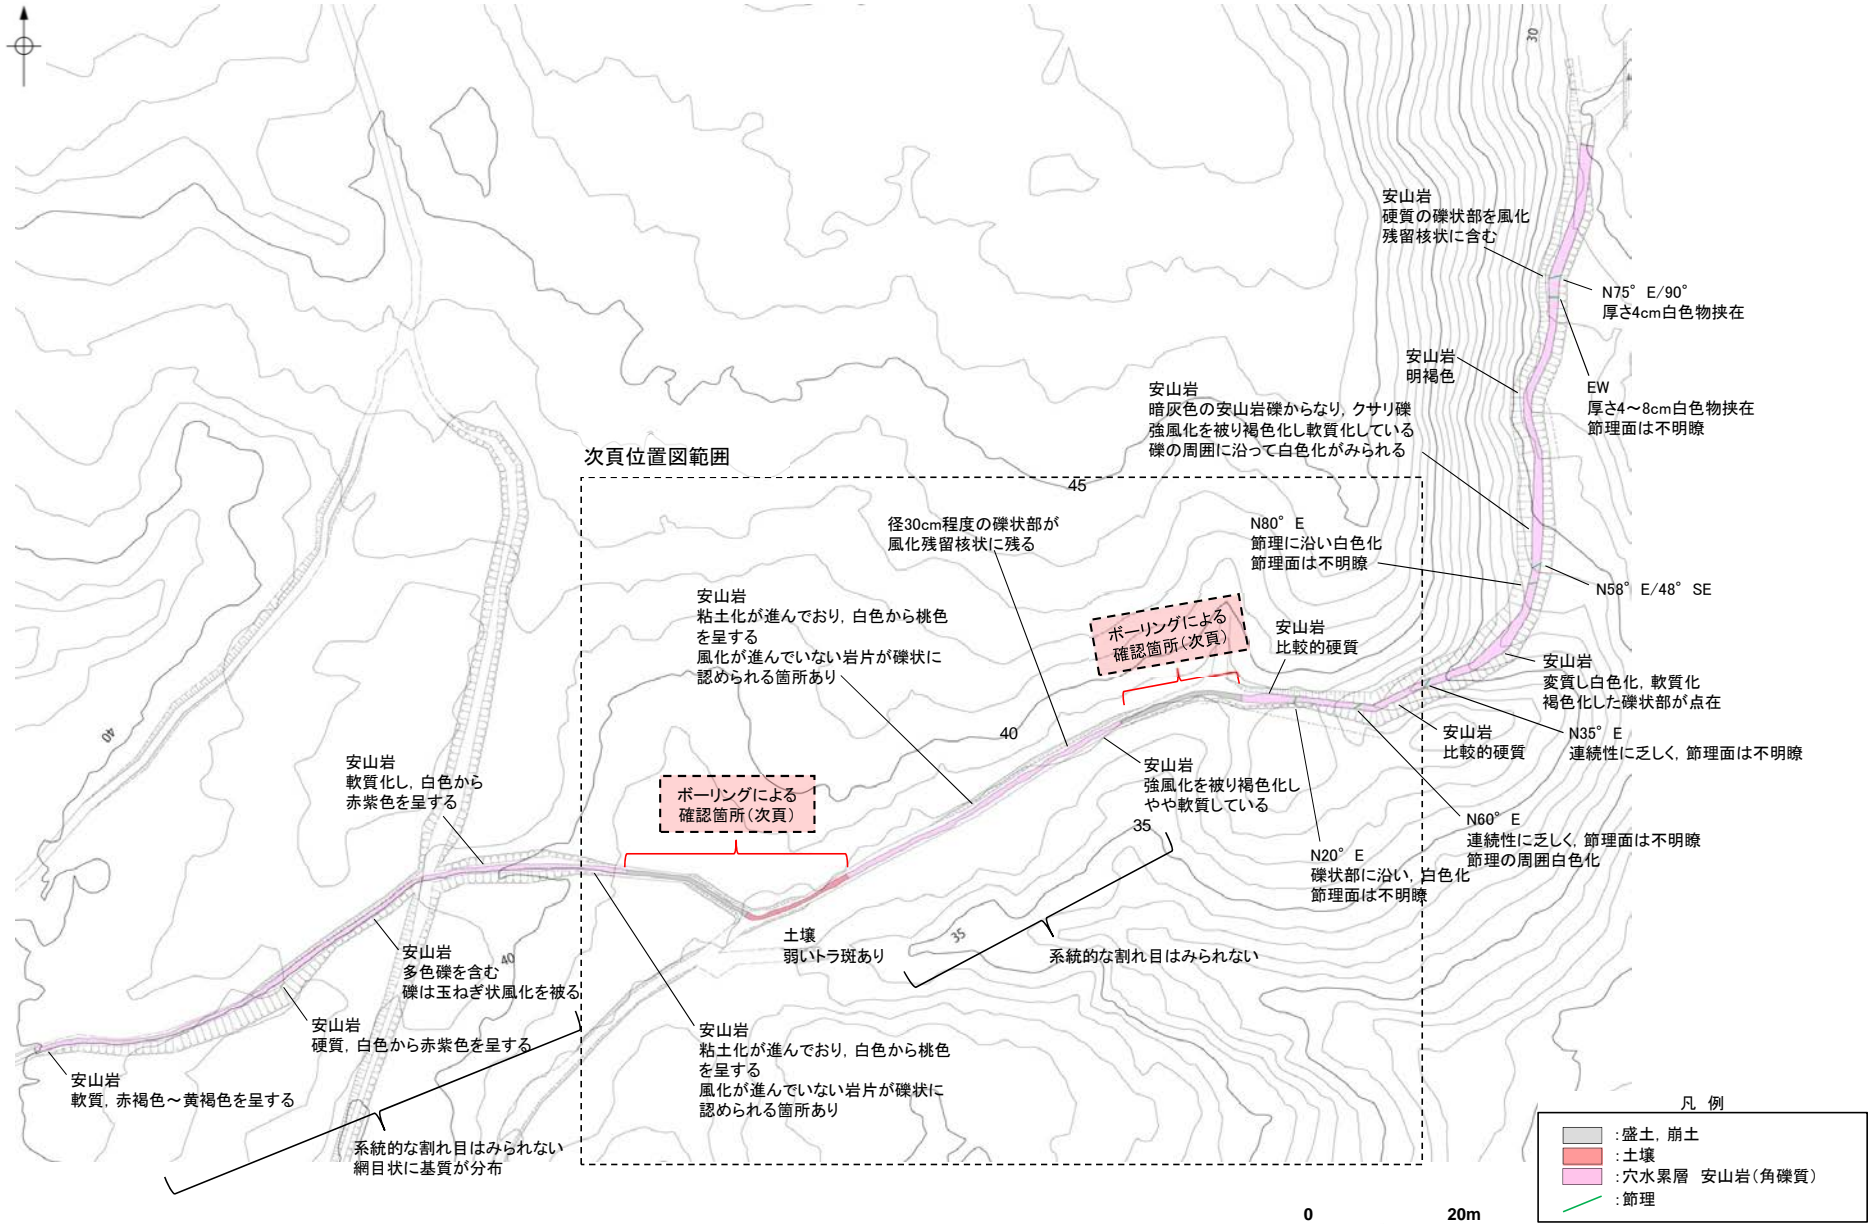 30
安山岩
硬質の礫状部を風化
残留核状に含む
N75° E/90°
厚さ4cm白色物挟在
安山岩
明褐色
EW
厚さ4～8cm白色物挟在
節理面は不明瞭
安山岩
暗灰色の安山岩礫からなり, クサリ礫
強風化を被り褐色化し軟質化している
礫の周囲に沿って白色化がみられる
次頁位置図範囲
45
径30cm程度の礫状部が
風化残留核状に残る
N80° E
節理に沿い白色化
節理面は不明瞭
N58° E/48° SE
安山岩
粘土化が進んでおり, 白色から桃色
を呈する
風化が進んでいない岩片が礫状に
認められる箇所あり
ボーリングによる
確認箇所(次頁)
安山岩
比較的硬質
安山岩
変質し白色化, 軟質化
褐色化した礫状部が点在
40
40
安山岩
比較的硬質
N35° E
連続性に乏しく, 節理面は不明瞭
安山岩
軟質化し, 白色から
赤紫色を呈する
ボーリングによる
確認箇所(次頁)
安山岩
強風化を被り褐色化し
やや軟質している
35
N60° E
連続性に乏しく, 節理面は不明瞭
節理の周囲白色化
N20° E
礫状部に沿い, 白色化
節理面は不明瞭
土壌
弱いトラ斑あり
35
系統的な割れ目はみられない
安山岩
多色礫を含む
礫は玉ねぎ状風化を被る
40
安山岩
硬質, 白色から赤紫色を呈する
安山岩
粘土化が進んでおり, 白色から桃色
を呈する
風化が進んでいない岩片が礫状に
認められる箇所あり
安山岩
軟質, 赤褐色～黄褐色を呈する
系統的な割れ目はみられない
網目状に基質が分布
凡 例
:盛土, 崩土
:土壌
:穴水累層 安山岩(角礫質)
:節理
0 20m